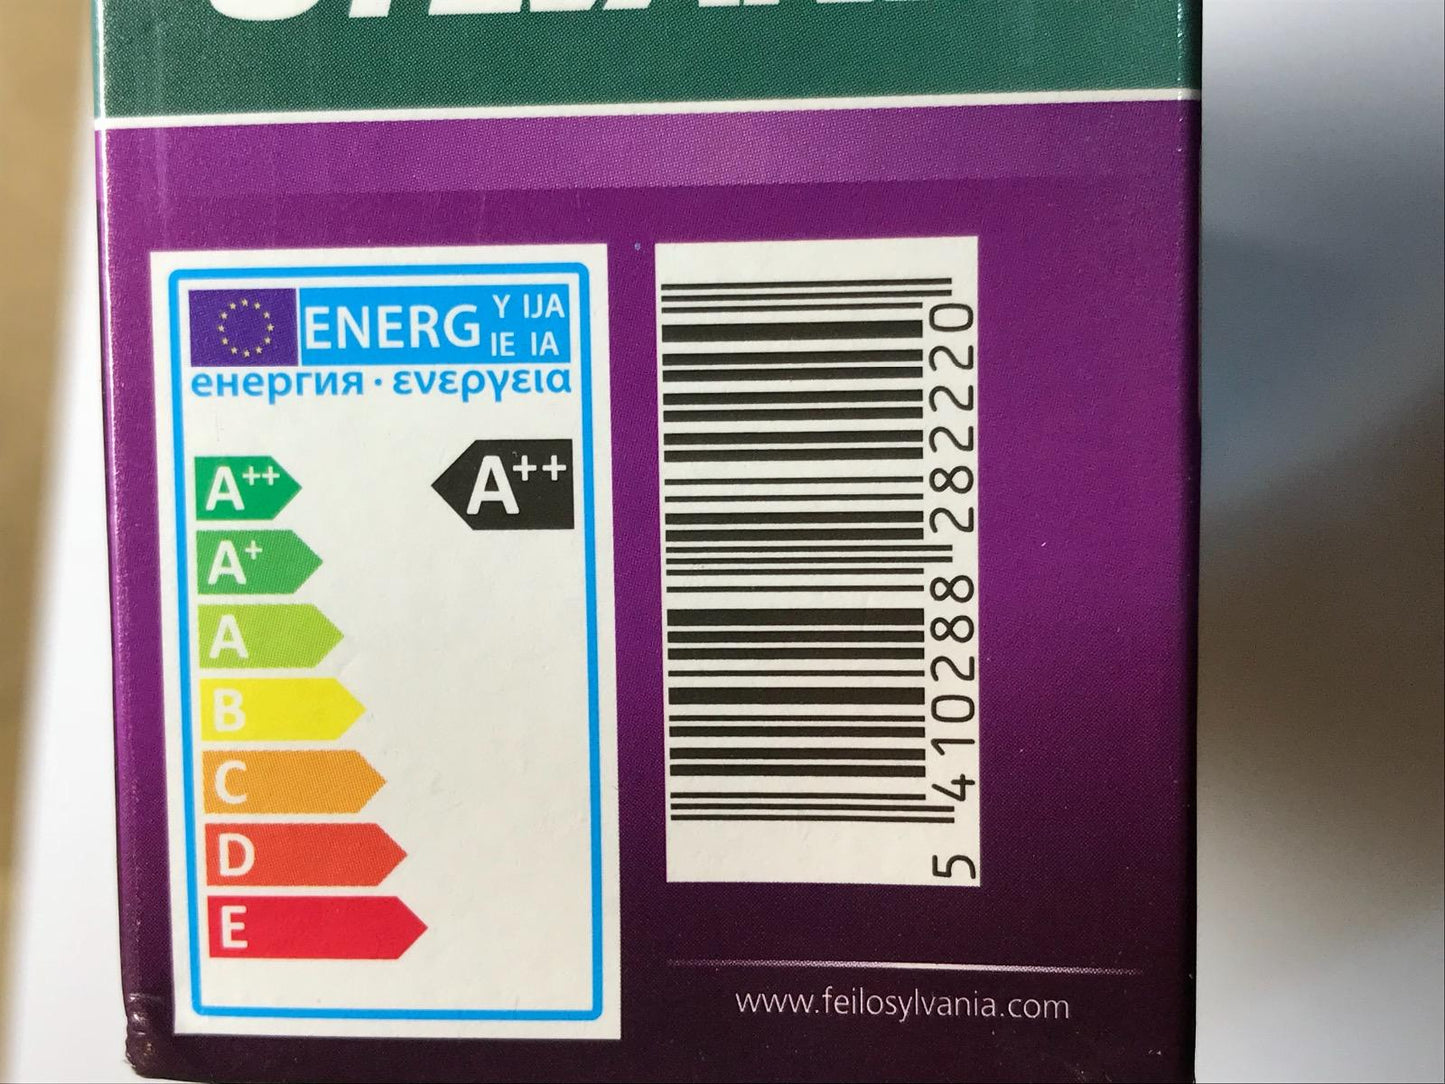 ENERG Y IJA
IE IA
енергия · ενεργεια
A++
A++
A+
A
B
C
D
E
5 410288 282220
www.feilosylvania.com